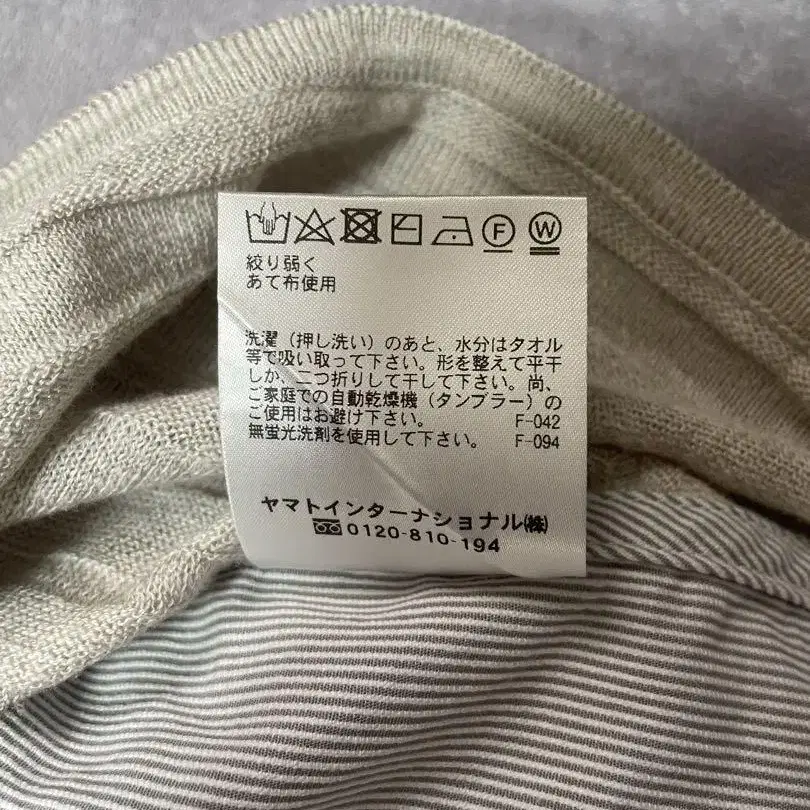 F W
絞り弱く
あて布使用
洗濯(押し洗い)のあと、水分はタオル
等で吸い取って下さい。形を整えて平干
しか、二つ折りして干して下さい。尚、
ご家庭での自動乾燥機(タンブラー)の
ご使用はお避け下さい。 F-042
無蛍光洗剤を使用して下さい。 F-094
ヤマトインターナショナル㈱
0120-810-194